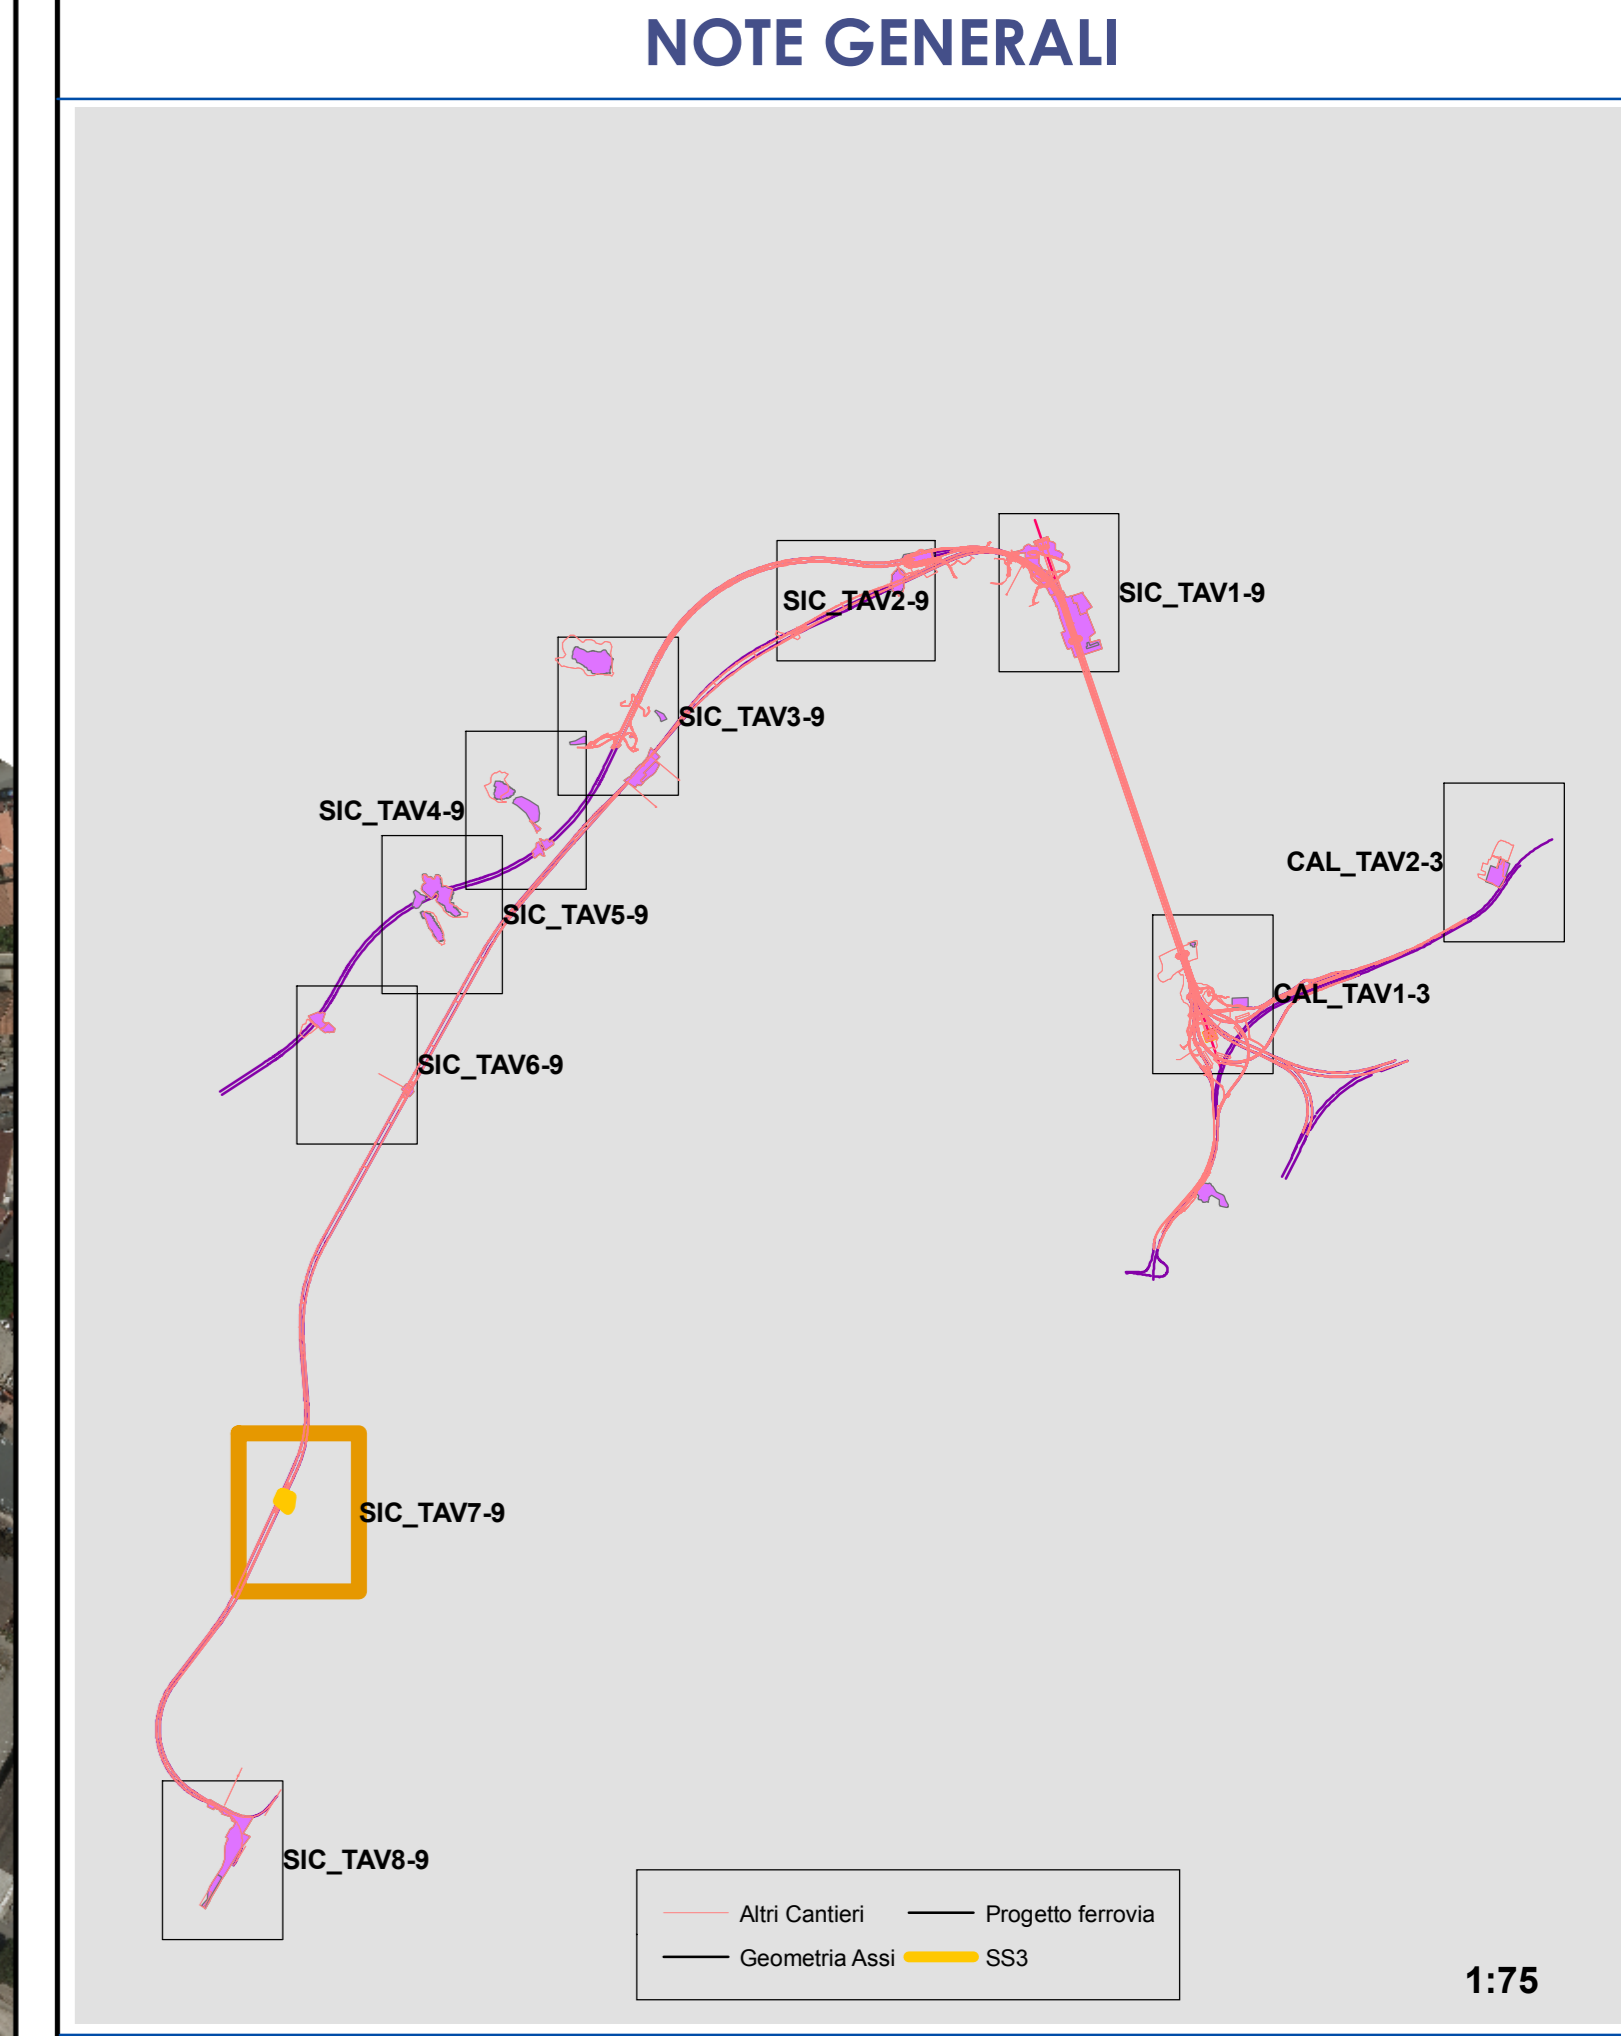 NOTE GENERALI
SIC_TAV1-9
SIC_TAV2-9
SIC_TAV3-9
SIC_TAV4-9
CAL_TAV2-3
SIC_TAV5-9
CAL_TAV1-3
SIC_TAV6-9
SIC_TAV7-9
SIC_TAV8-9
Altri Cantieri Progetto ferrovia
Geometria Assi SS3
1:75